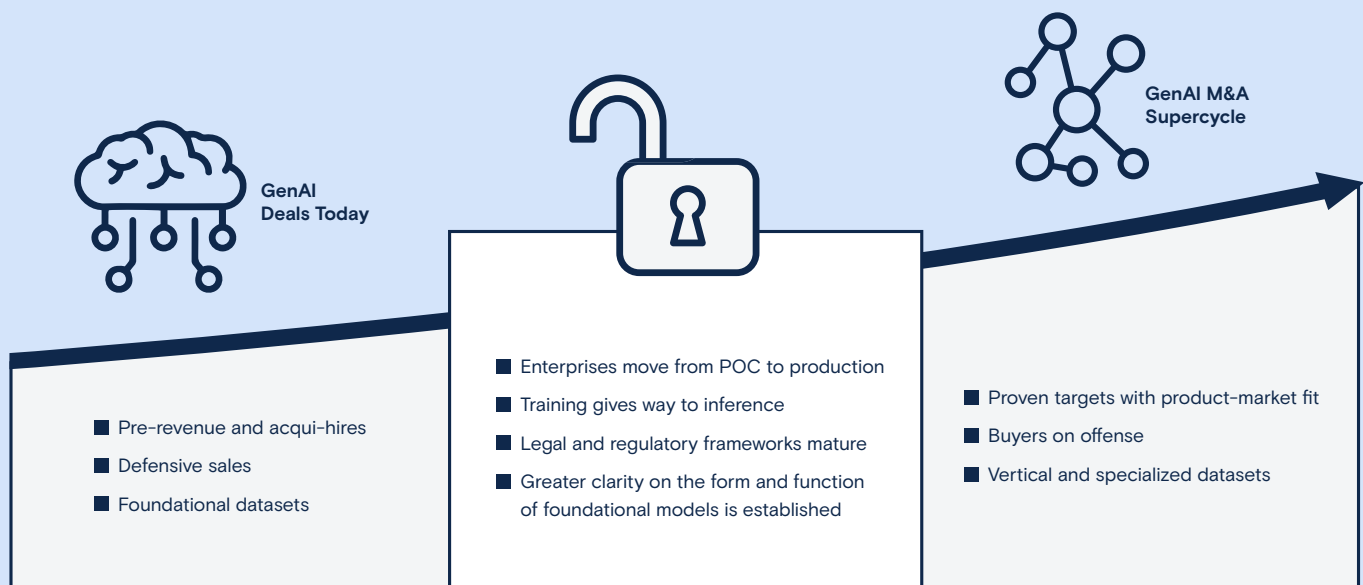 GenAI
Deals Today
Pre-revenue and acqui-hires
Defensive sales
Foundational datasets
Enterprises move from POC to production
Training gives way to inference
Legal and regulatory frameworks mature
Greater clarity on the form and function
of foundational models is established
GenAI M&A
Supercycle
Proven targets with product-market fit
Buyers on offense
Vertical and specialized datasets